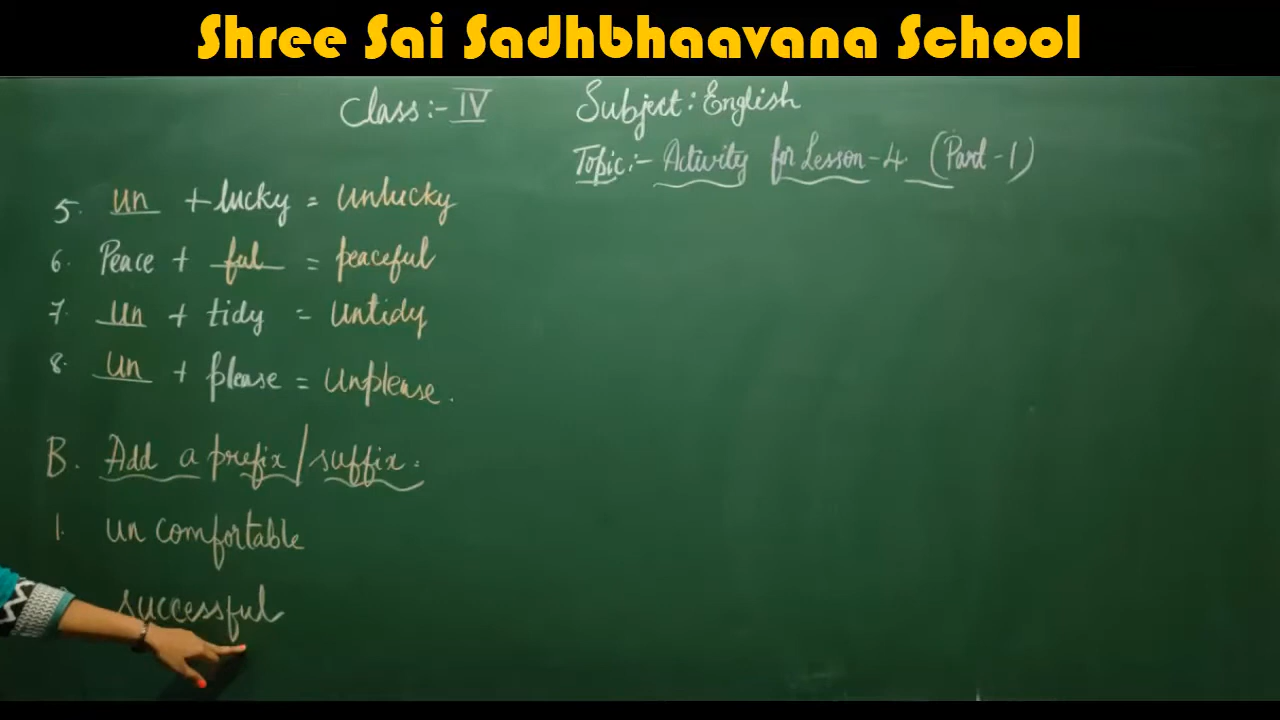 Shree Sai Sadhbhaavana School
Class:- IV
Subject: English
Topic:- Activity for Lesson-4 (Part-1)
5. un + lucky = unlucky
6. Peace + ful = peaceful
7. un + tidy = untidy
8. un + please = unplease.
B. Add a prefix/suffix.
1. un comfortable
successful